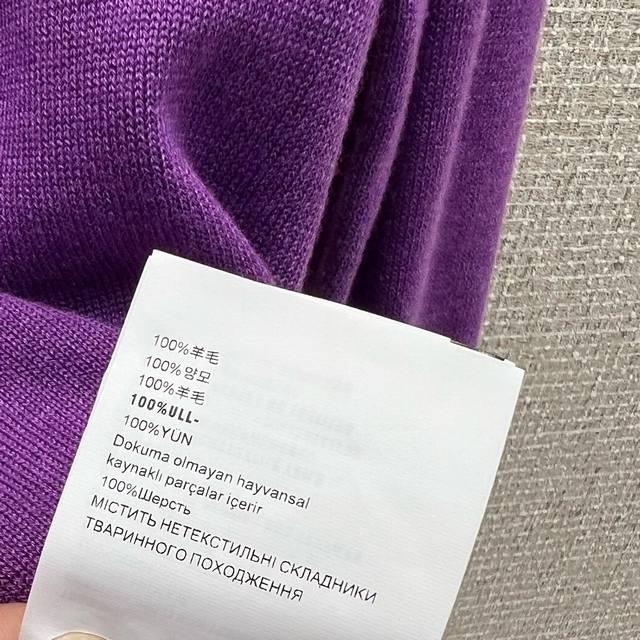 100%羊毛
100%양모
100%羊毛
100%ULL-
100%YÜN
Dokuma olmayan hayvansal
kaynaklı parçalar içerir
100%Шерсть
МІСТИТЬ НЕТЕКСТИЛЬНІ СКЛАДНИКИ
ТВАРИННОГО ПОХОДЖЕННЯ